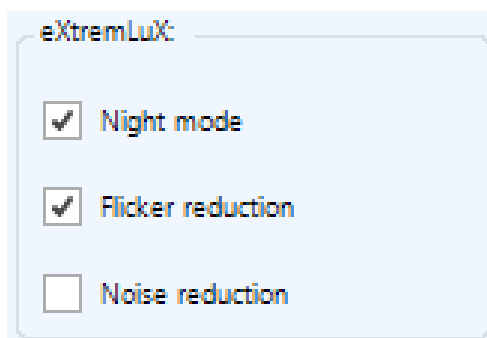 eXtremLuX:
Night mode
Flicker reduction
Noise reduction